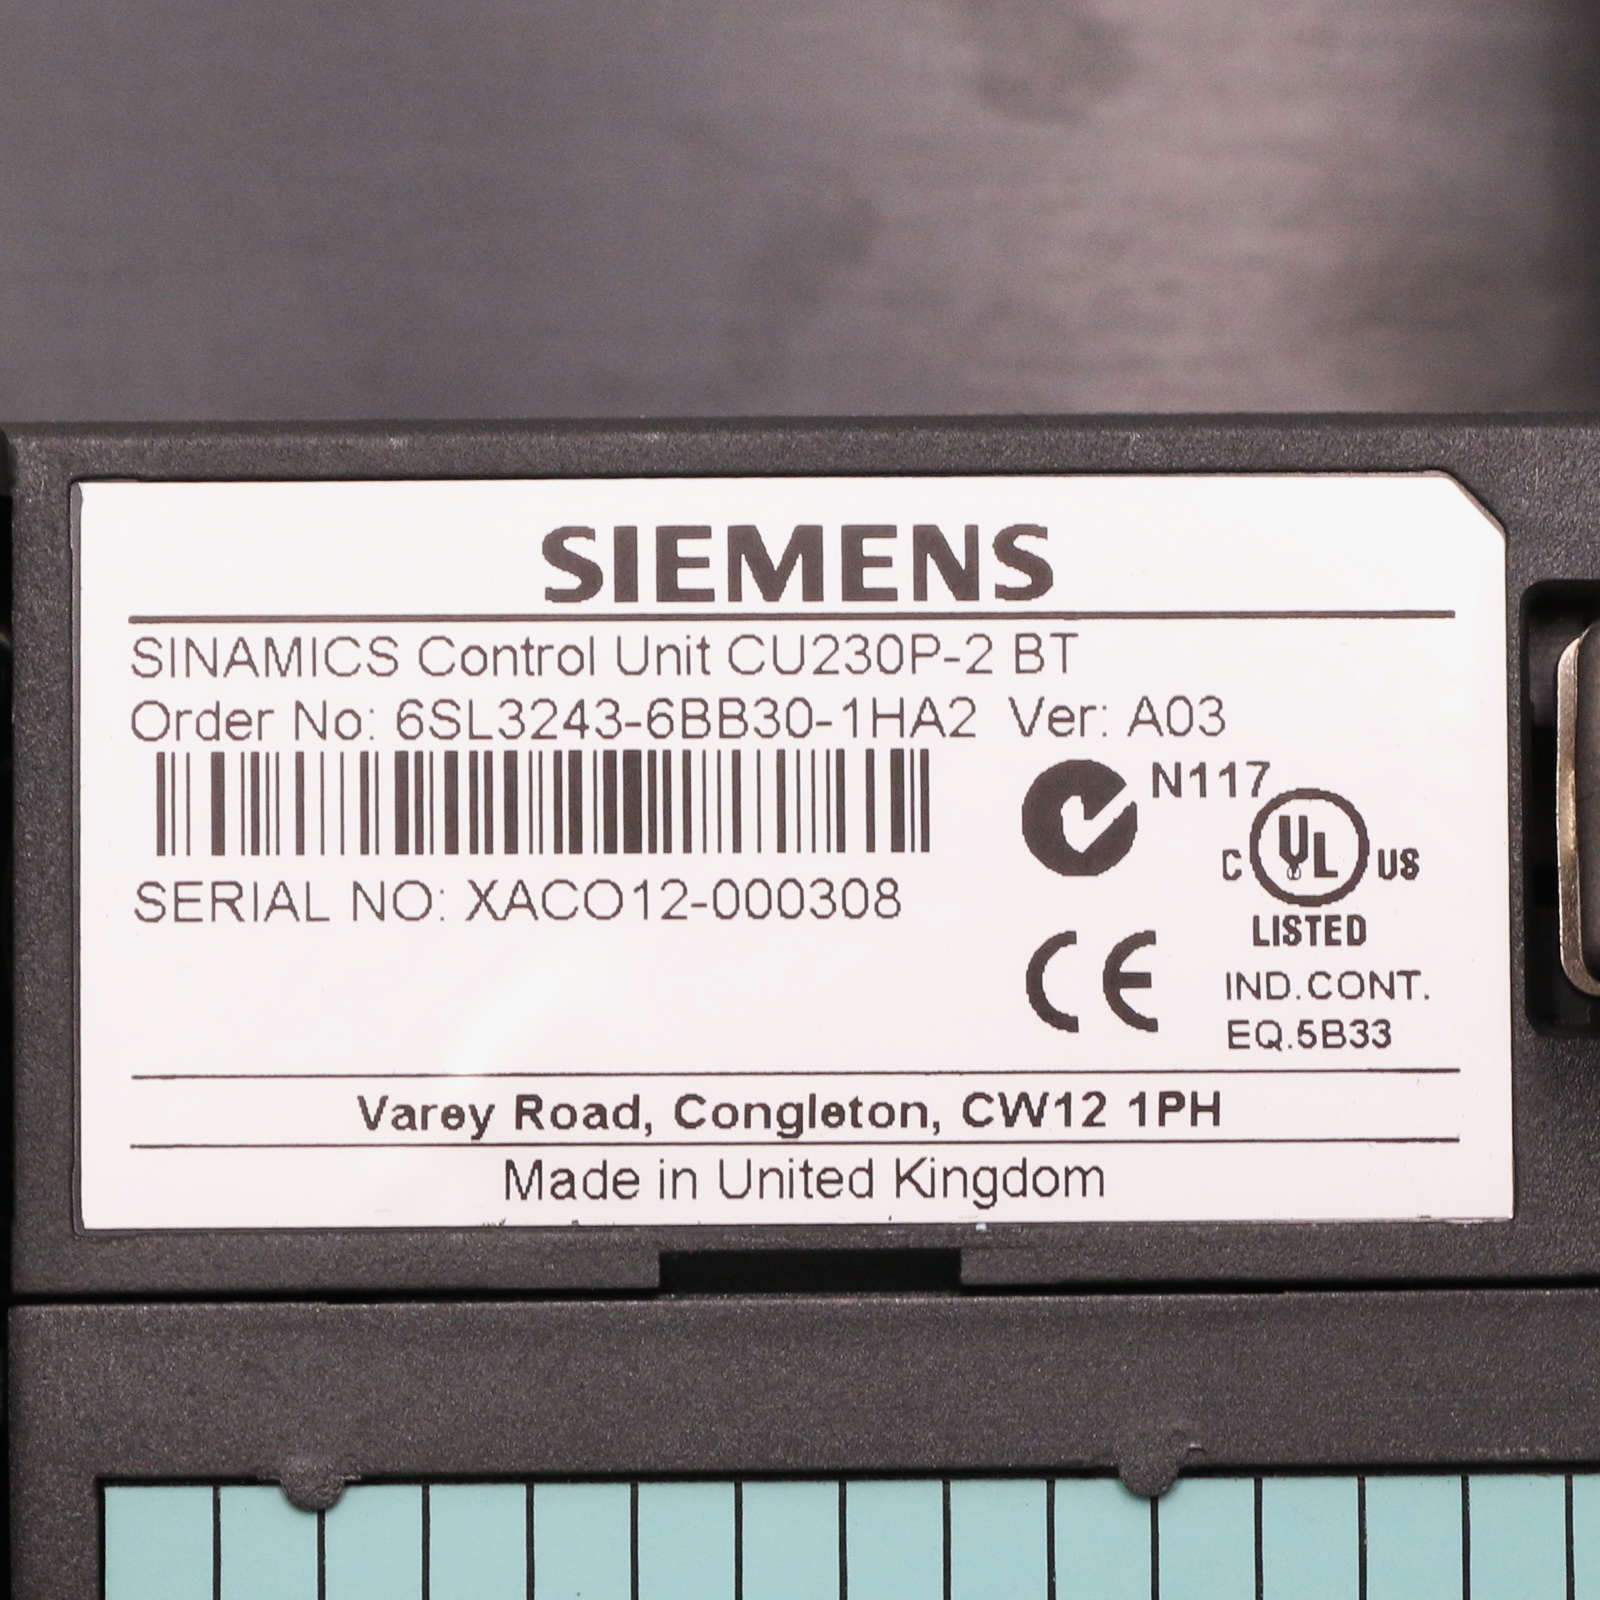 SIEMENS
SINAMICS Control Unit CU230P-2 BT
Order No: 6SL3243-6BB30-1HA2 Ver: A03
N117
C UL US
LISTED
SERIAL NO: XACO12-000308
CE
IND.CONT.
EQ.5B33
Varey Road, Congleton, CW12 1PH
Made in United Kingdom